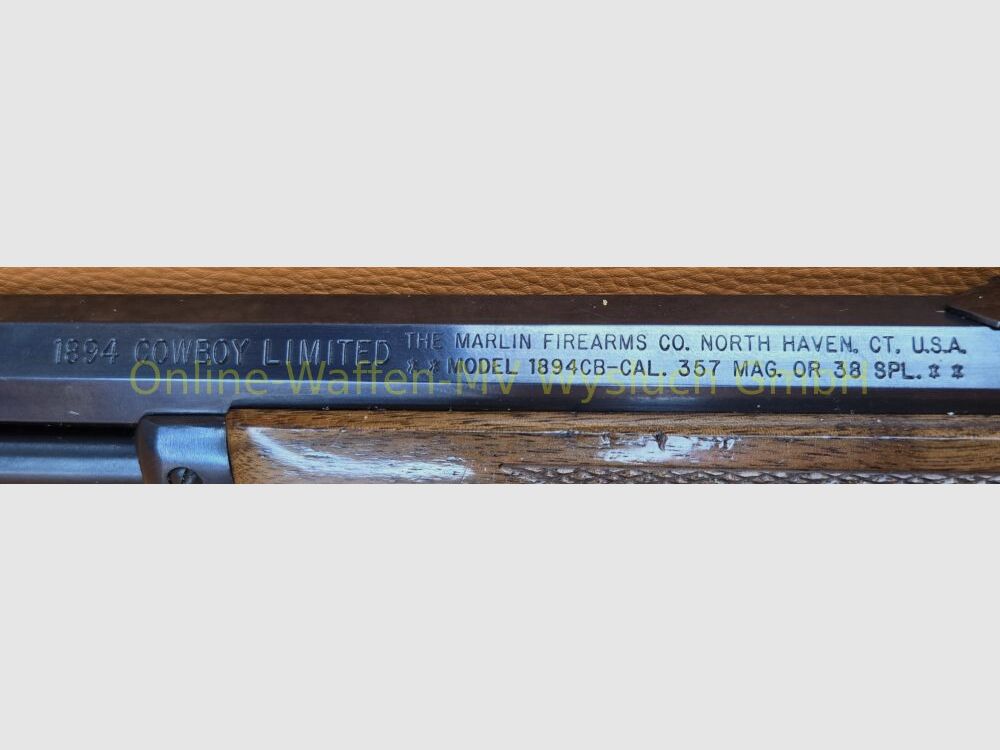 1894 COWBOY LIMITED
THE MARLIN FIREARMS CO. NORTH HAVEN, CT. U.S.A.
** MODEL 1894CB-CAL. 357 MAG. OR 38 SPL. **
Online-Waffen-MV Wysluch GmbH